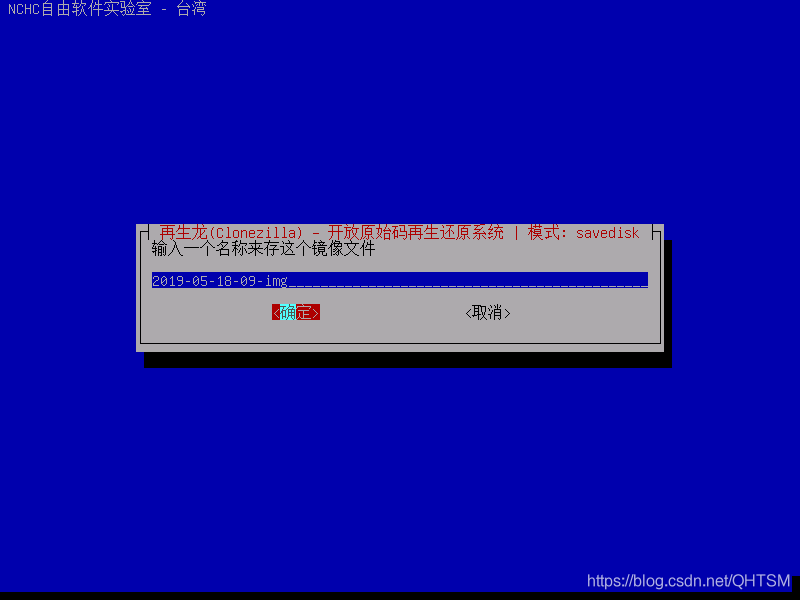 NCHC自由软件实验室 - 台湾
再生龙(Clonezilla) - 开放原始码再生还原系统 | 模式: savedisk
输入一个名称来存这个镜像文件
2019-05-18-09-img
<确定> <取消>
https://blog.csdn.net/QHTSM